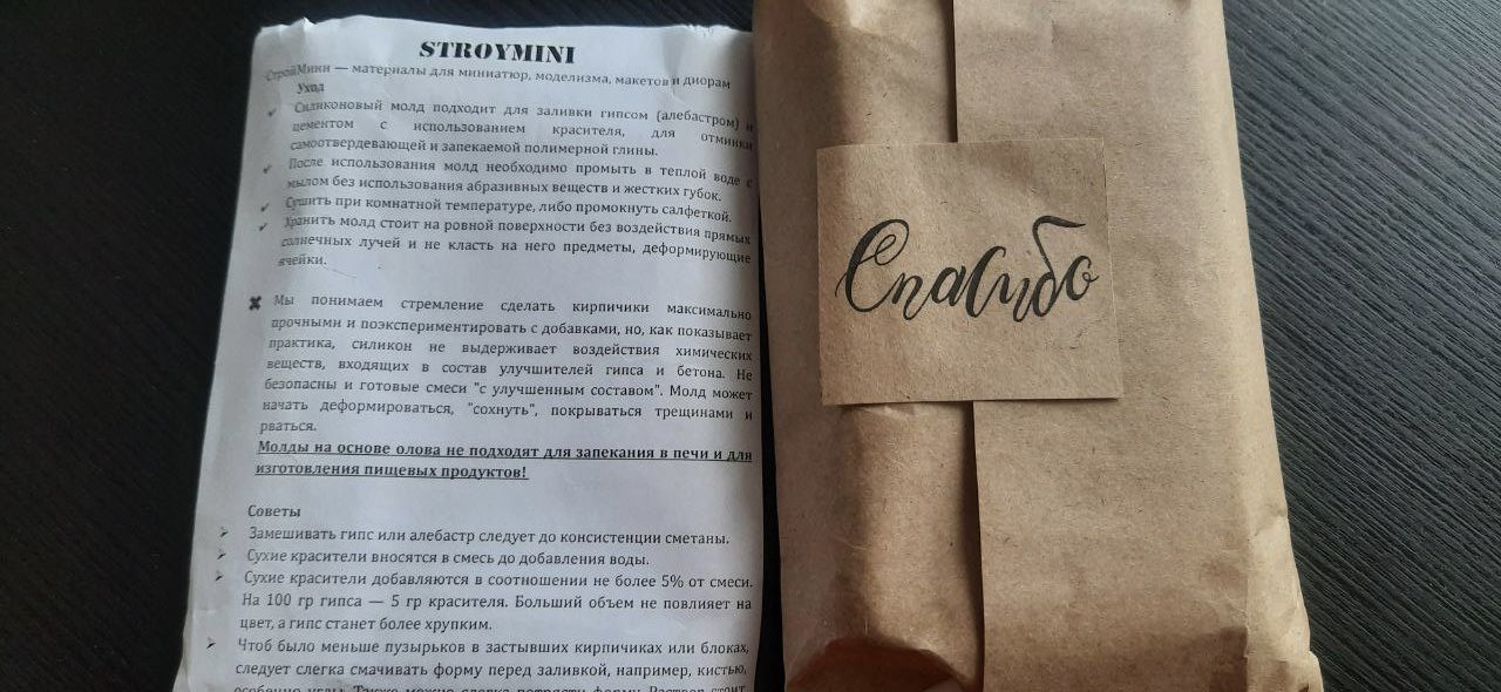 STROYMINI
СтройМини — материалы для миниатюр, моделизма, макетов и диорам
Уход
✔ Силиконовый молд подходит для заливки гипсом (алебастром) и
цементом с использованием красителя, для отминки
самоотвердевающей и запекаемой полимерной глины.
✔ После использования молд необходимо промыть в теплой воде с
мылом без использования абразивных веществ и жестких губок.
✔ Сушить при комнатной температуре, либо промокнуть салфеткой.
✔ Хранить молд стоит на ровной поверхности без воздействия прямых
солнечных лучей и не класть на него предметы, деформирующие
ячейки.
✖ Мы понимаем стремление сделать кирпичики максимально
прочными и поэкспериментировать с добавками, но, как показывает
практика, силикон не выдерживает воздействия химических
веществ, входящих в состав улучшителей гипса и бетона. Не
безопасны и готовые смеси "с улучшенным составом". Молд может
начать деформироваться, "сохнуть", покрываться трещинами и
рваться.
Молды на основе олова не подходят для запекания в печи и для
изготовления пищевых продуктов!
Советы
➢ Замешивать гипс или алебастр следует до консистенции сметаны.
➢ Сухие красители вносятся в смесь до добавления воды.
➢ Сухие красители добавляются в соотношении не более 5% от смеси.
На 100 гр гипса — 5 гр красителя. Больший объем не повлияет на
цвет, а гипс станет более хрупким.
➢ Чтоб было меньше пузырьков в застывших кирпичиках или блоках,
следует слегка смачивать форму перед заливкой, например, кистью,
особенно углы. Также можно слегка потрясти форму. Раствор стоит
Спасибо